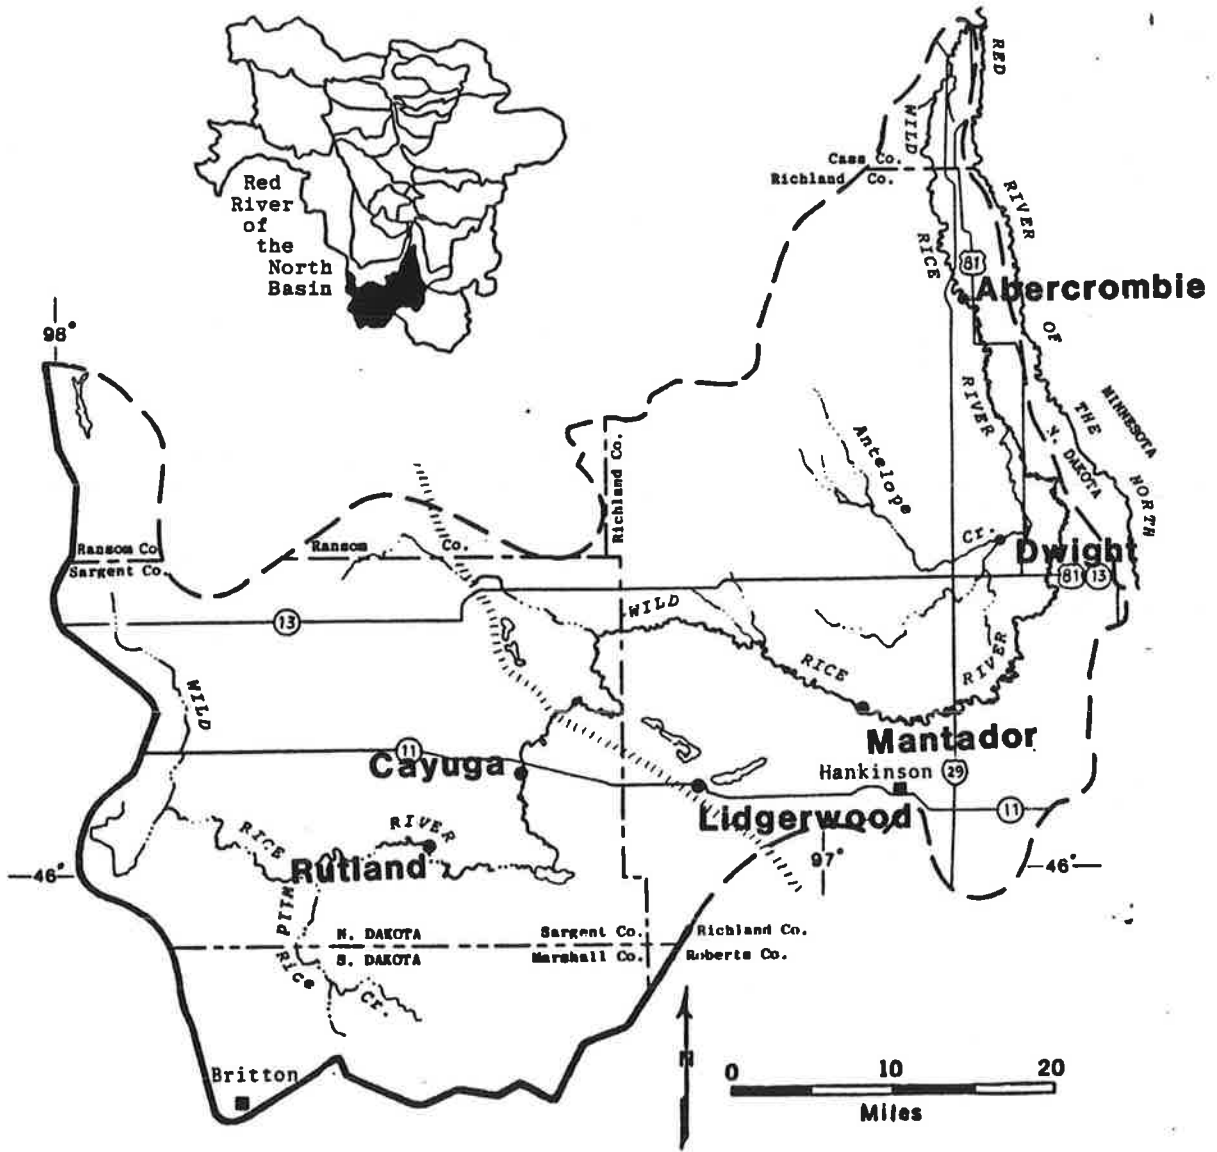 RED
WILD
Cass Co.
Richland Co.
Red
River
of
the
North
Basin
RIVER
RICE
81
Abercrombie
98°
OF
RIVER
THE
MINNESOTA
N. DAKOTA
NORTH
Antelope
Richland Co.
Cr.
Ransom Co.
Ransom Co
Sargent Co.
Dwight
81
13
13
WILD
RICE
RIVER
WILD
Mantador
11
Cayuga
Hankinson
29
11
Lidgerwood
RICE
RIVER
Rutland
97°
46°
46°
WILD
N. DAKOTA
S. DAKOTA
Sargent Co.
Marshall Co.
Richland Co.
Roberts Co.
Rice
Cr.
N
Britton
0
10
20
Miles